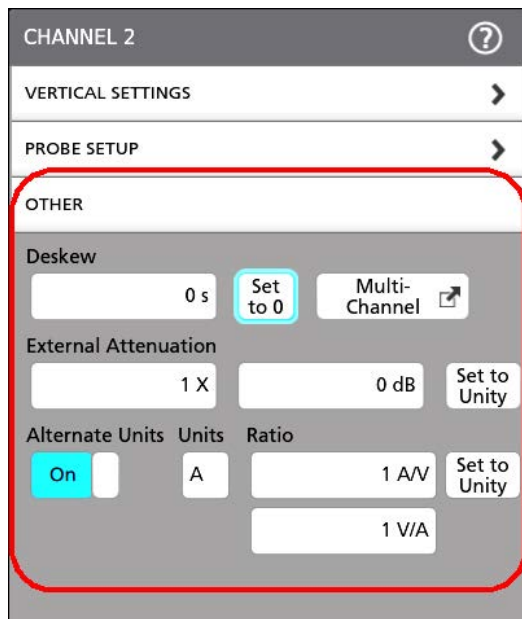 CHANNEL 2 ?
VERTICAL SETTINGS
PROBE SETUP
OTHER
Deskew
0 s Set to 0 Multi-Channel
External Attenuation
1 X 0 dB Set to Unity
Alternate Units Units Ratio
On A 1 A/V Set to Unity
1 V/A